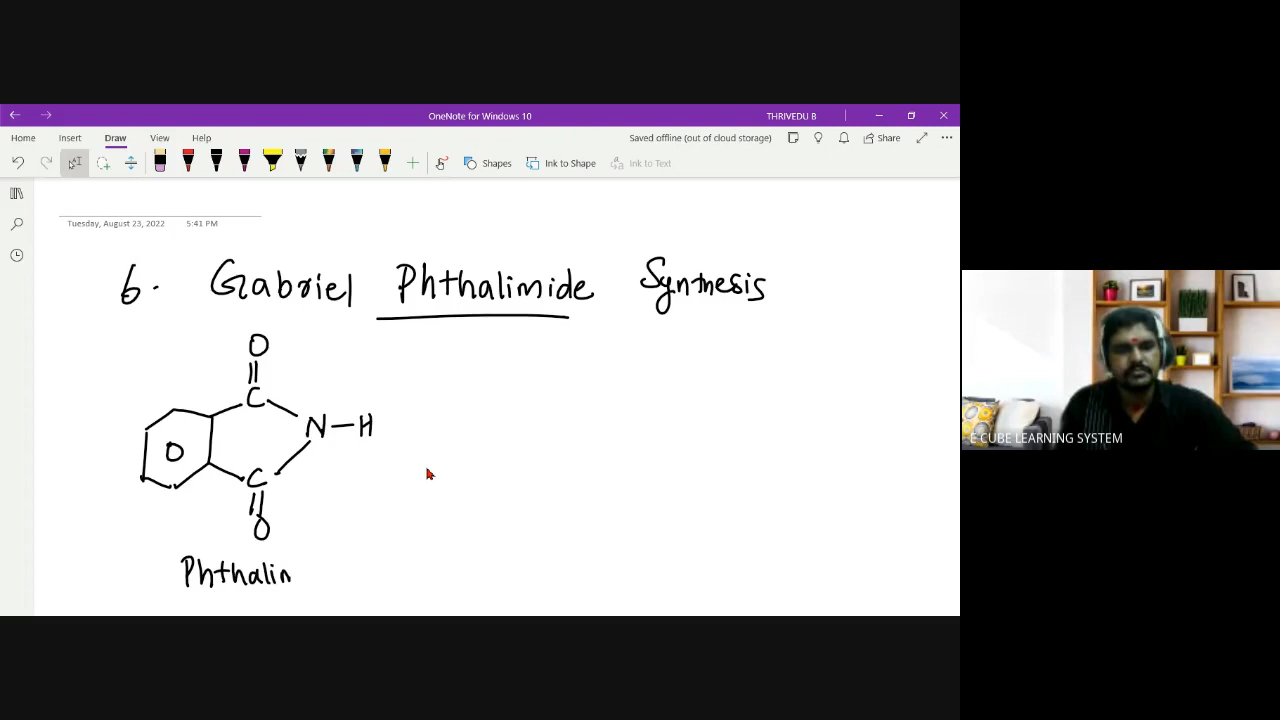 OneNote for Windows 10
THRIVEDU B
Home Insert Draw View Help
Saved offline (out of cloud storage)
Share
Shapes
Ink to Shape
Ink to Text
Tuesday, August 23, 2022 5:41 PM
6. Gabriel Phthalimide Synthesis
O
C
N - H
C
O
Phthalin
E CUBE LEARNING SYSTEM